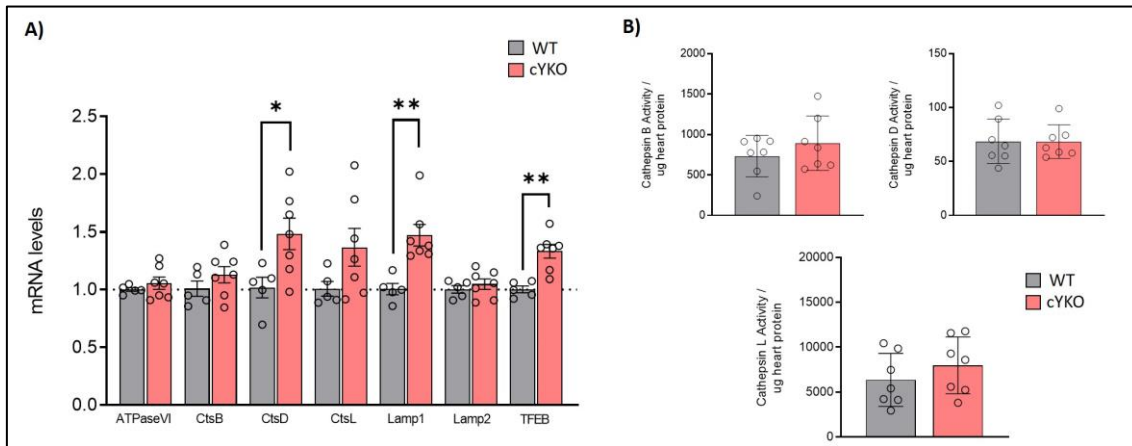 A)
WT
cYKO
mRNA levels
2.5
2.0
1.5
1.0
0.5
0.0
*
**
**
ATPaseVI
CtsB
CtsD
CtsL
Lamp1
Lamp2
TFEB
B)
Cathepsin B Activity /
ug heart protein
2000
1500
1000
500
0
Cathepsin D Activity /
ug heart protein
150
100
50
0
Cathepsin L Activity /
ug heart protein
20000
15000
10000
5000
0
WT
cYKO